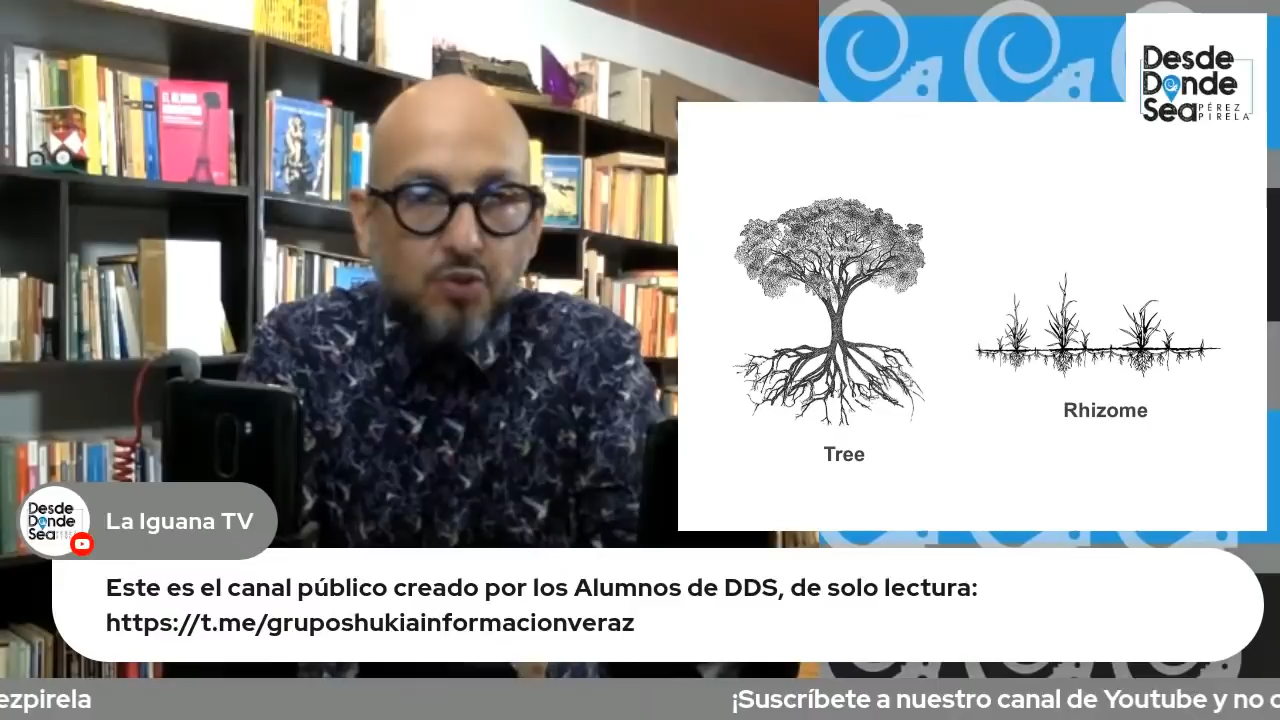 Desde
Donde
Sea
PÉREZ
PIRELA
Tree
Rhizome
Desde
Donde
Sea
La Iguana TV
Este es el canal público creado por los Alumnos de DDS, de solo lectura:
https://t.me/gruposhukiainformacionveraz
ezpirela
¡Suscríbete a nuestro canal de Youtube y no